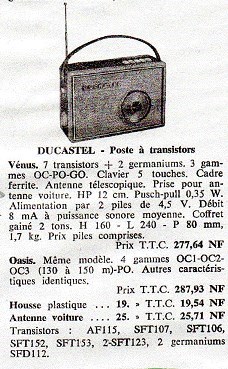 DUCASTEL - Poste à transistors
Vénus. 7 transistors + 2 germaniums. 3 gam-
mes OC-PO-GO. Clavier 5 touches. Cadre
ferrite. Antenne télescopique. Prise pour an-
tenne voiture. HP 12 cm. Pusch-pull 0,35 W.
Alimentation par 2 piles de 4,5 V. Débit
8 mA à puissance sonore moyenne. Coffret
gainé 2 tons. H 160 - L 240 - P 80 mm,
1,7 kg. Prix piles comprises.
Prix T.T.C. 277,64 NF
Oasis. Même modèle. 4 gammes OC1-OC2-
OC3 (130 à 150 m)-PO. Autres caractéris-
tiques identiques.
Prix T.T.C. 287,93 NF
Housse plastique ... 19. » T.T.C. 19,54 NF
Antenne voiture .... 25. » T.T.C. 25,71 NF
Transistors : AF115, SFT107, SFT106,
SFT152, SFT153, 2-SFT123, 2 germaniums
SFD112.